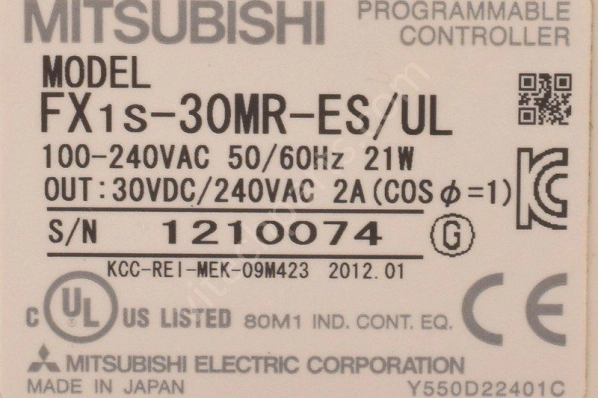 MITSUBISHI PROGRAMMABLE
CONTROLLER
MODEL
FX1S-30MR-ES/UL
100-240VAC 50/60Hz 21W
OUT:30VDC/240VAC 2A(COSϕ=1)
S/N 1210074 G
KCC-REI-MEK-09M423 2012.01
C UL US LISTED 80M1 IND. CONT. EQ. CE
MITSUBISHI ELECTRIC CORPORATION
MADE IN JAPAN Y550D22401C